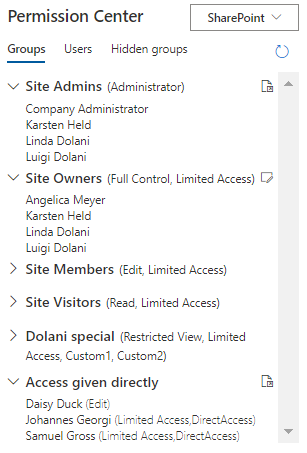 Permission Center SharePoint
Groups Users Hidden groups
Site Admins (Administrator)
Company Administrator
Karsten Held
Linda Dolani
Luigi Dolani
Site Owners (Full Control, Limited Access)
Angelica Meyer
Karsten Held
Linda Dolani
Luigi Dolani
Site Members (Edit, Limited Access)
Site Visitors (Read, Limited Access)
Dolani special (Restricted View, Limited
Access, Custom1, Custom2)
Access given directly
Daisy Duck (Edit)
Johannes Georgi (Limited Access,DirectAccess)
Samuel Gross (Limited Access,DirectAccess)